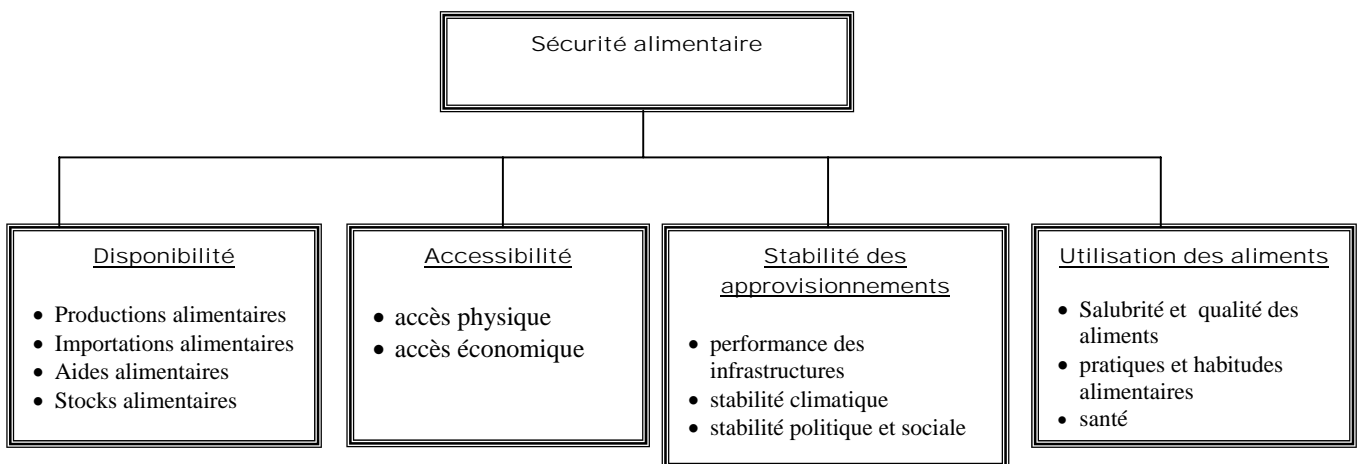 Sécurité alimentaire
Disponibilité
• Productions alimentaires
• Importations alimentaires
• Aides alimentaires
• Stocks alimentaires
Accessibilité
• accès physique
• accès économique
Stabilité des
approvisionnements
• performance des
infrastructures
• stabilité climatique
• stabilité politique et sociale
Utilisation des aliments
• Salubrité et qualité des
aliments
• pratiques et habitudes
alimentaires
• santé